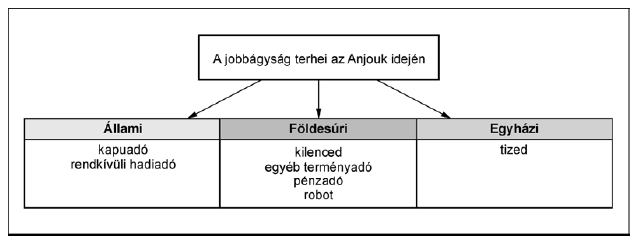 A jobbágyság terhei az Anjouk idején
Állami
Földesúri
Egyházi
kapuadó
rendkívüli hadiadó
kilenced
egyéb terményadó
pénzadó
robot
tized